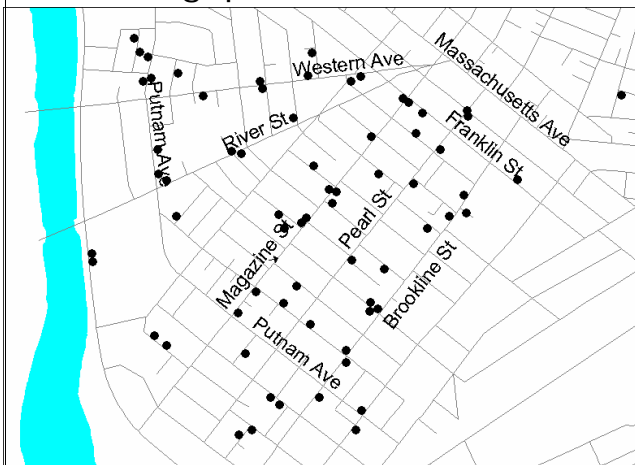 Western Ave
Massachusetts Ave
Putnam Ave
River St
Franklin St
Pearl St
Magazine St
Brookline St
Putnam Ave